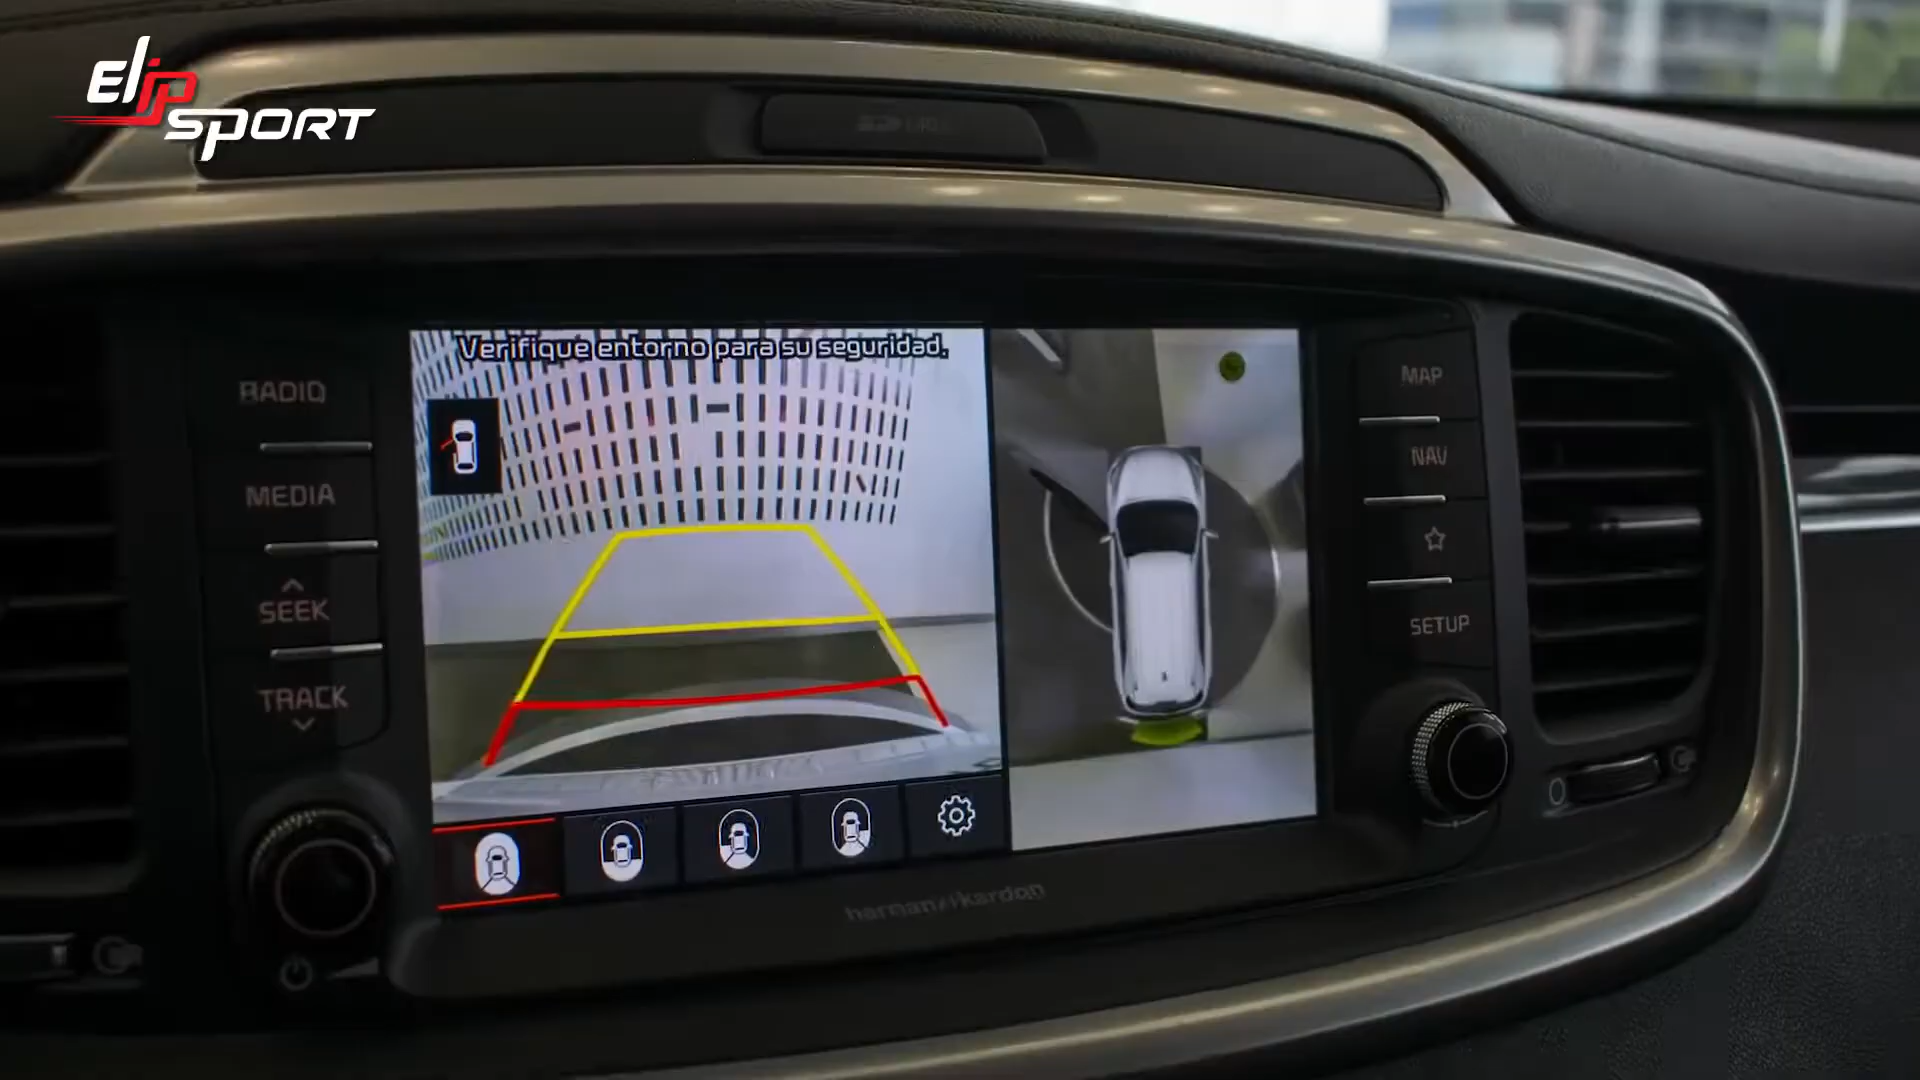 Elip
SPORT
Verifique entorno para su seguridad.
RADIO
MEDIA
SEEK
TRACK
MAP
NAV
SETUP
harman/kardon